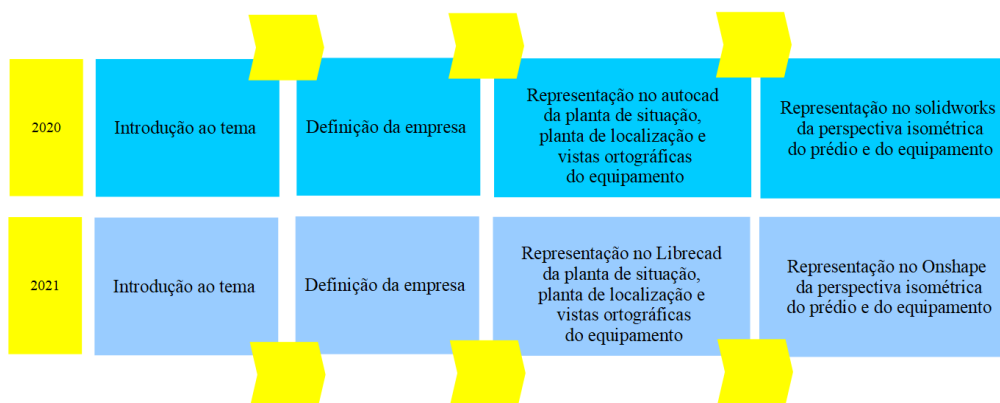 2020
Introdução ao tema
Definição da empresa
Representação no autocad
da planta de situação,
planta de localização e
vistas ortográficas
do equipamento
Representação no solidworks
da perspectiva isométrica
do prédio e do equipamento
2021
Introdução ao tema
Definição da empresa
Representação no Librecad
da planta de situação,
planta de localização e
vistas ortográficas
do equipamento
Representação no Onshape
da perspectiva isométrica
do prédio e do equipamento